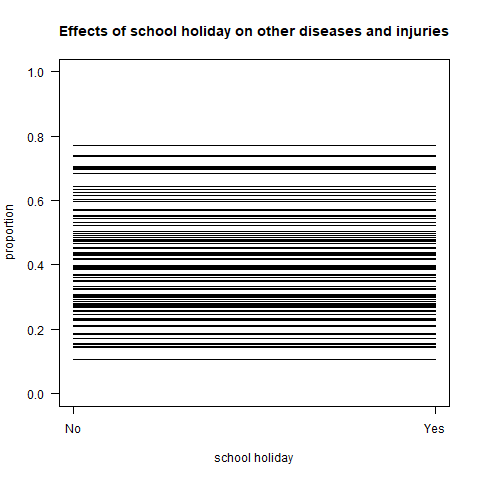 Effects of school holiday on other diseases and injuries
1.0
0.8
0.6
0.4
0.2
0.0
proportion
No
Yes
school holiday